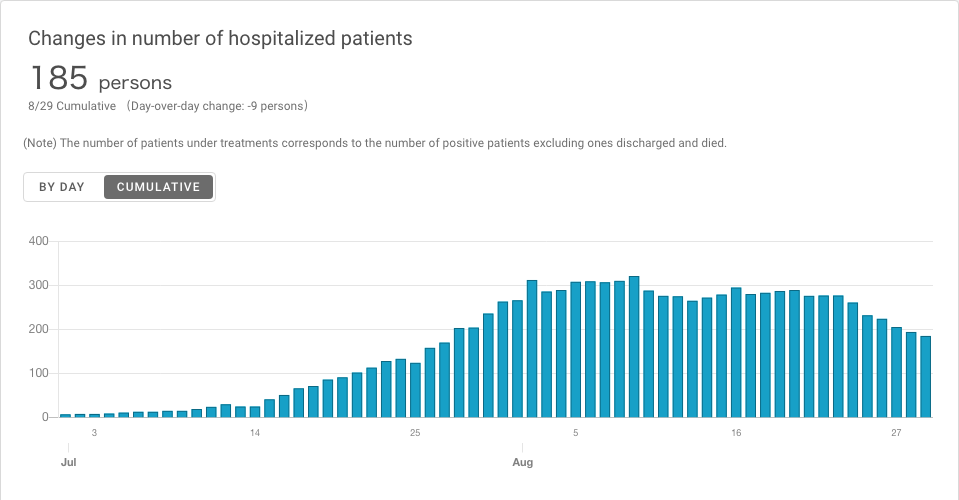 Changes in number of hospitalized patients
185 persons
8/29 Cumulative (Day-over-day change: -9 persons)
(Note) The number of patients under treatments corresponds to the number of positive patients excluding ones discharged and died.
BY DAY CUMULATIVE
400
300
200
100
0
3 14 25 5 16 27
Jul Aug